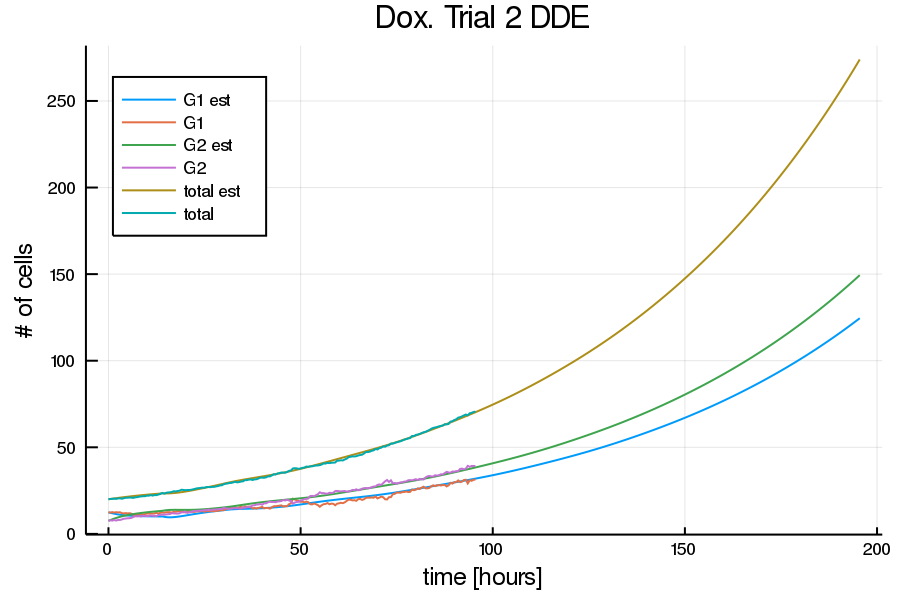 Dox. Trial 2 DDE
G1 est
G1
G2 est
G2
total est
total
250
200
150
100
50
0
# of cells
0 50 100 150 200
time [hours]